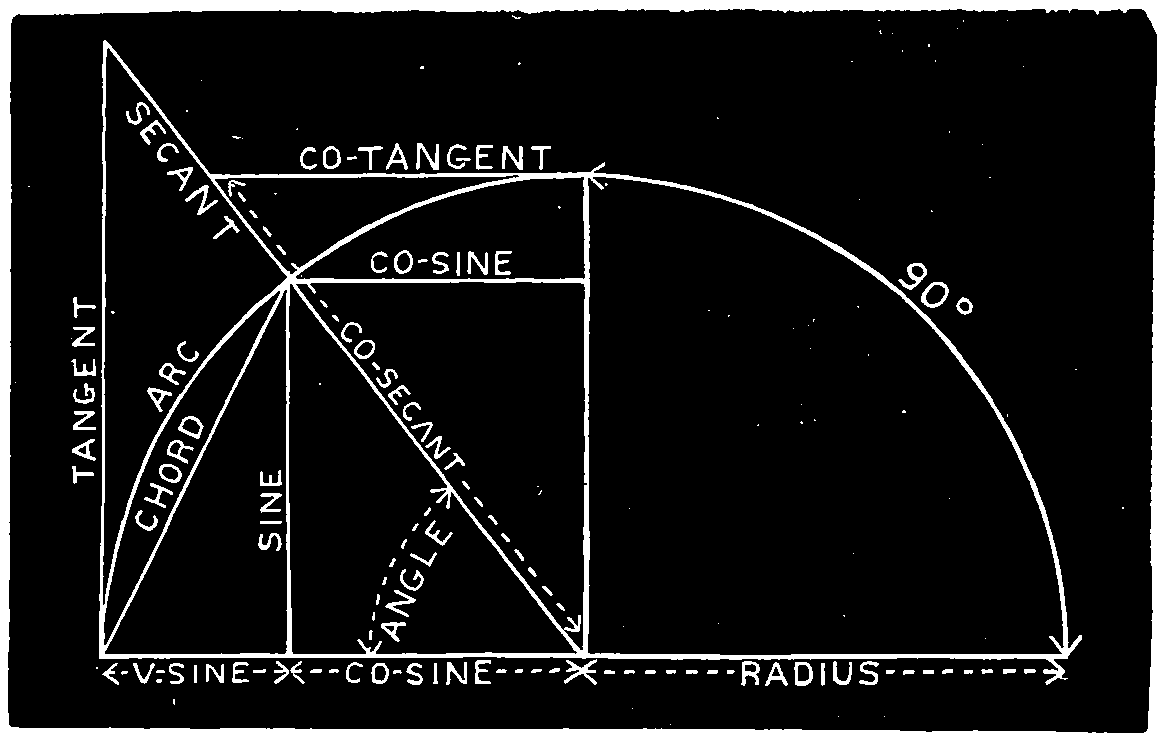 SECANT
CO-TANGENT
CO-SINE
90°
TANGENT
ARC
CHORD
SINE
CO-SECANT
ANGLE
V-SINE
CO-SINE
RADIUS